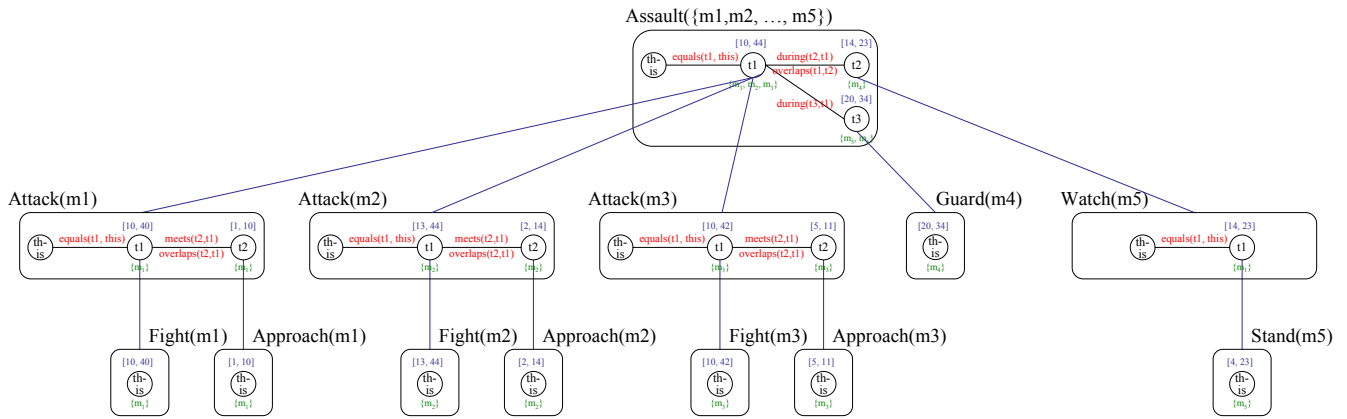 Assault({m1,m2, …, m5})
[10, 44]
[14, 23]
th-
is
equals(t1, this)
t1
during(t2,t1)
overlaps(t1,t2)
t2
{m₁, m₂, m₃}
{m₄}
[20, 34]
during(t3,t1)
t3
Attack(m1)
Attack(m2)
Attack(m3)
Guard(m4)
Watch(m5)
[10, 40]
[1, 10]
th-
is
equals(t1, this)
t1
meets(t2,t1)
overlaps(t2,t1)
t2
{m₁}
{m₁}
[13, 44]
[2, 14]
th-
is
equals(t1, this)
t1
meets(t2,t1)
overlaps(t2,t1)
t2
{m₂}
{m₂}
[10, 42]
[5, 11]
th-
is
equals(t1, this)
t1
meets(t2,t1)
overlaps(t2,t1)
t2
{m₃}
{m₃}
[20, 34]
th-
is
{m₄}
[14, 23]
th-
is
equals(t1, this)
t1
{m₁}
Fight(m1)
Approach(m1)
Fight(m2)
Approach(m2)
Fight(m3)
Approach(m3)
Stand(m5)
[10, 40]
th-
is
{m₁}
[1, 10]
th-
is
{m₁}
[13, 44]
th-
is
{m₂}
[2, 14]
th-
is
{m₂}
[10, 42]
th-
is
{m₃}
[5, 11]
th-
is
{m₃}
[4, 23]
th-
is
{m₅}